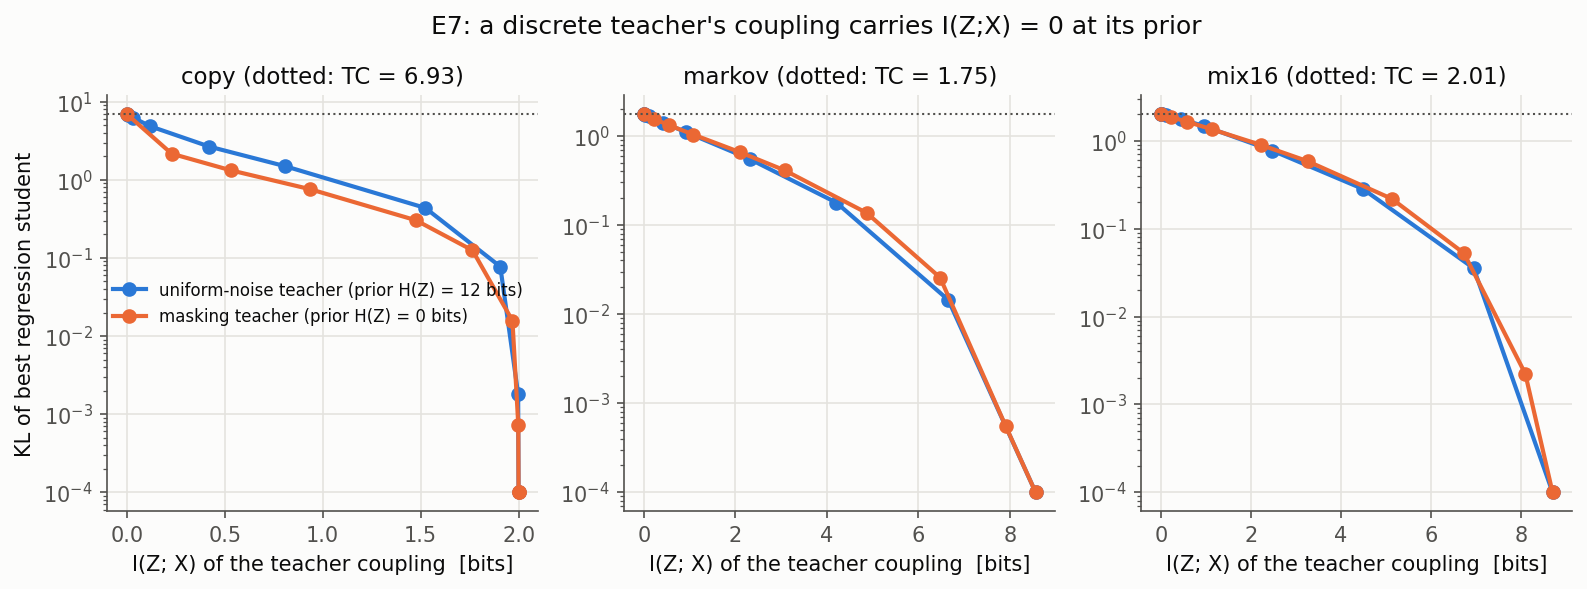 E7: a discrete teacher's coupling carries I(Z;X) = 0 at its prior
copy (dotted: TC = 6.93)
KL of best regression student
10^1
10^0
10^-1
10^-2
10^-3
10^-4
uniform-noise teacher (prior H(Z) = 12 bits)
masking teacher (prior H(Z) = 0 bits)
0.0 0.5 1.0 1.5 2.0
I(Z; X) of the teacher coupling [bits]
markov (dotted: TC = 1.75)
10^0
10^-1
10^-2
10^-3
10^-4
0 2 4 6 8
I(Z; X) of the teacher coupling [bits]
mix16 (dotted: TC = 2.01)
10^0
10^-1
10^-2
10^-3
10^-4
0 2 4 6 8
I(Z; X) of the teacher coupling [bits]